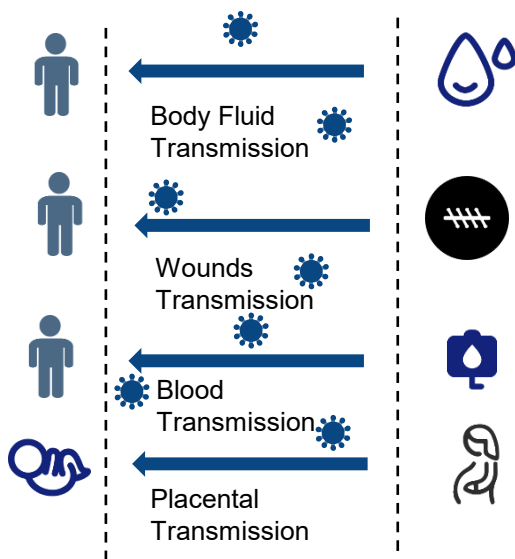 Body Fluid
Transmission
Wounds
Transmission
Blood
Transmission
Placental
Transmission